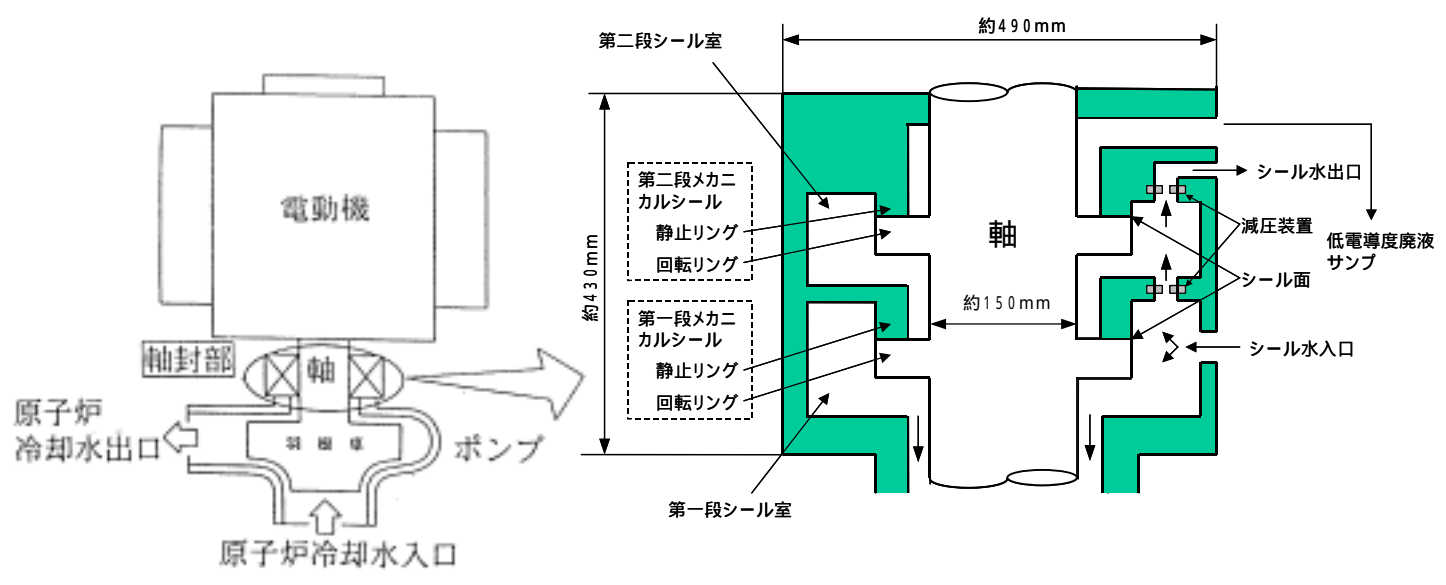 電動機
軸封部
軸
原子炉
冷却水出口
羽根車
ポンプ
原子炉冷却水入口
約490mm
第二段シール室
第二段メカニ
カルシール
静止リング
回転リング
約430mm
第一段メカニ
カルシール
静止リング
回転リング
第一段シール室
軸
約150mm
シール水出口
減圧装置
低電導度廃液
サンプ
シール面
シール水入口